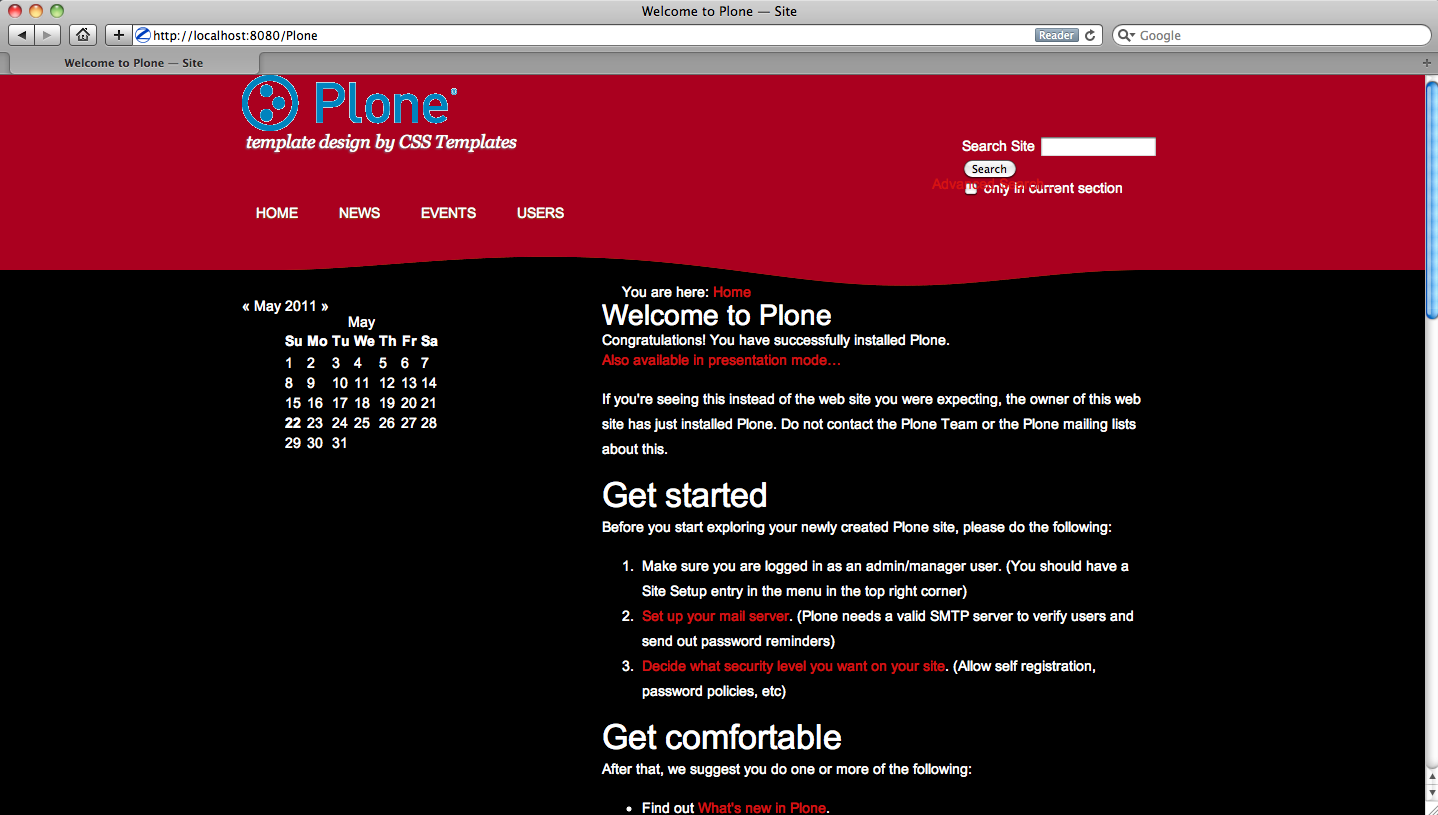 Welcome to Plone — Site
http://localhost:8080/Plone
Reader
Google
Welcome to Plone — Site
Plone®
template design by CSS Templates
Search Site
Search
Advanced Search…
only in current section
HOME NEWS EVENTS USERS
« May 2011 »
May
Su Mo Tu We Th Fr Sa
1 2 3 4 5 6 7
8 9 10 11 12 13 14
15 16 17 18 19 20 21
22 23 24 25 26 27 28
29 30 31
You are here: Home
Welcome to Plone
Congratulations! You have successfully installed Plone.
Also available in presentation mode…
If you're seeing this instead of the web site you were expecting, the owner of this web
site has just installed Plone. Do not contact the Plone Team or the Plone mailing lists
about this.
Get started
Before you start exploring your newly created Plone site, please do the following:
1. Make sure you are logged in as an admin/manager user. (You should have a
Site Setup entry in the menu in the top right corner)
2. Set up your mail server. (Plone needs a valid SMTP server to verify users and
send out password reminders)
3. Decide what security level you want on your site. (Allow self registration,
password policies, etc)
Get comfortable
After that, we suggest you do one or more of the following:
• Find out What's new in Plone.